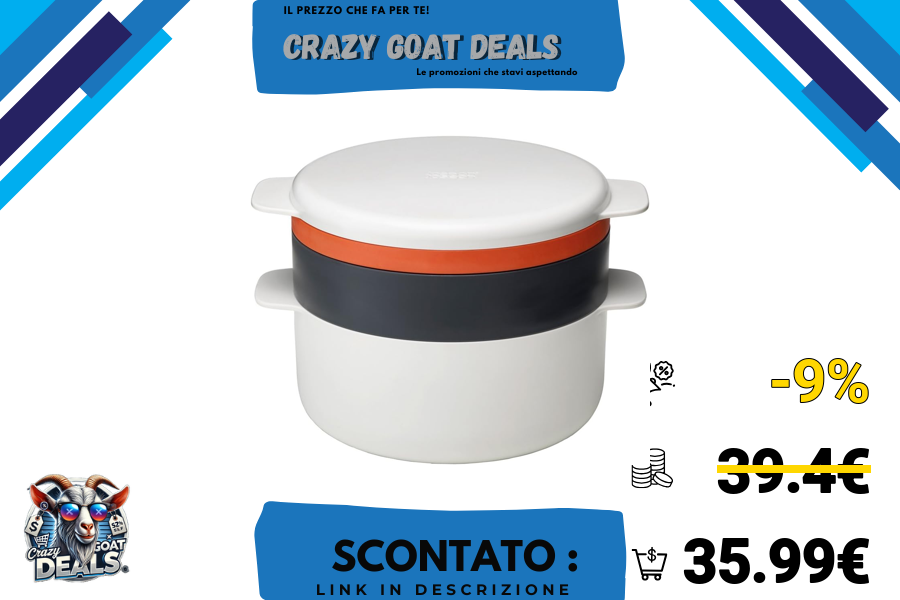 IL PREZZO CHE FA PER TE!
CRAZY GOAT DEALS
Le promozioni che stavi aspettando
-9%
39.4€
35.99€
SCONTATO :
LINK IN DESCRIZIONE
Crazy
GOAT
DEALS